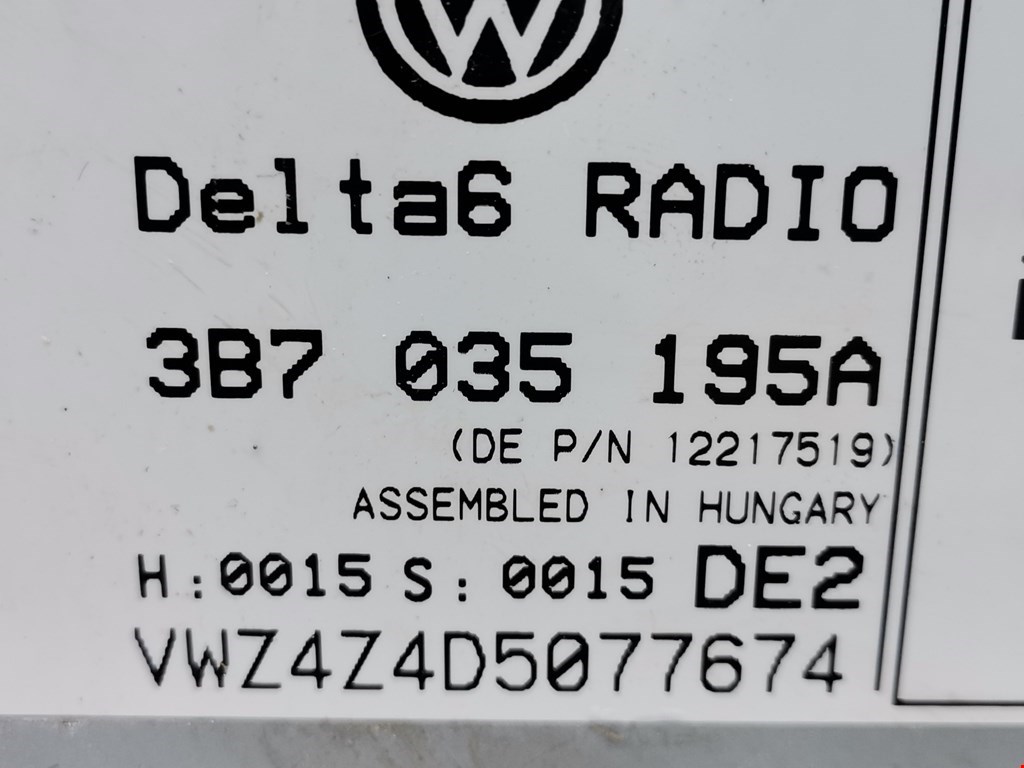 Delta6 RADIO
3B7 035 195A
(DE P/N 12217519)
ASSEMBLED IN HUNGARY
H:0015 S:0015 DE2
VWZ4Z4D5077674